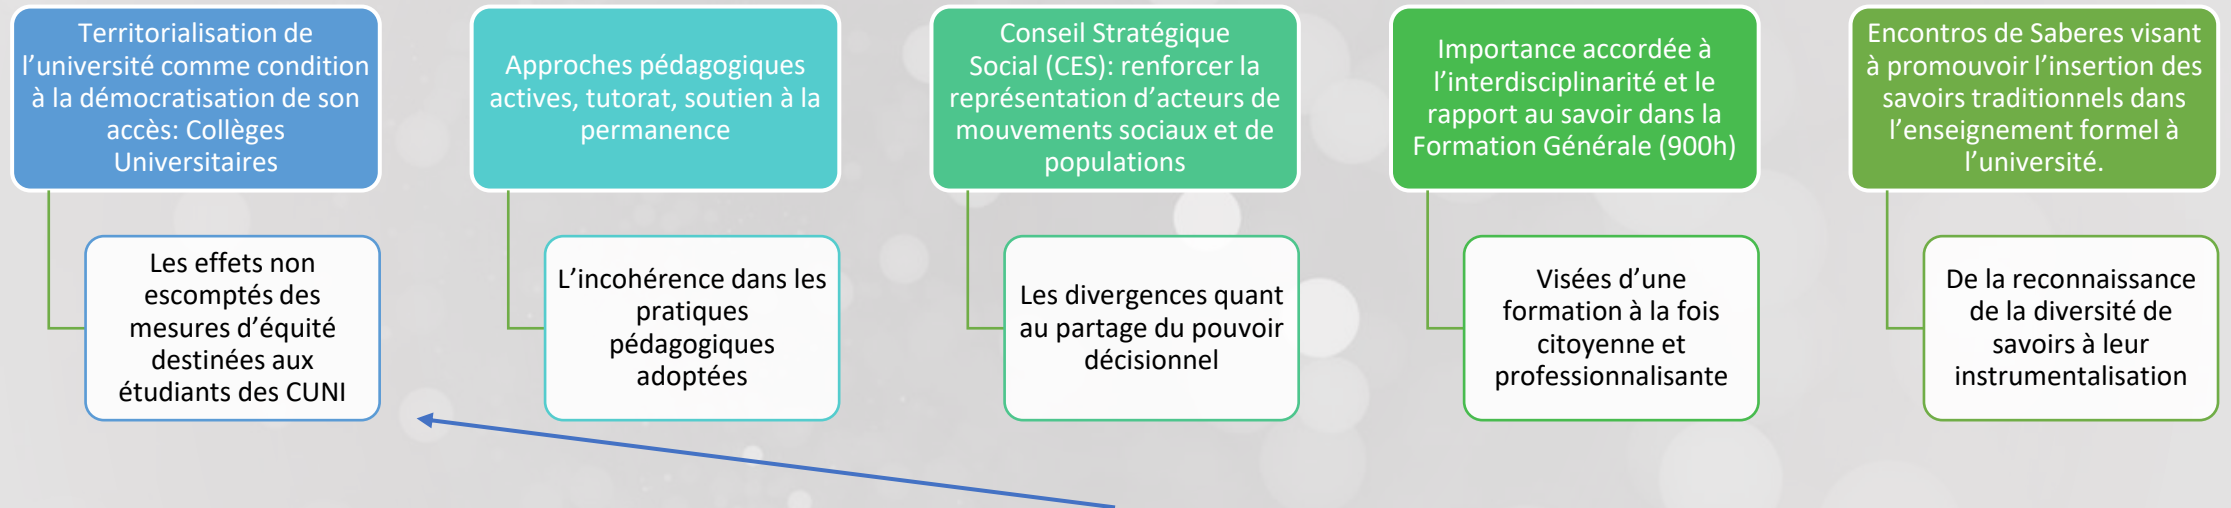 Territorialisation de
l’université comme condition
à la démocratisation de son
accès: Collèges
Universitaires
Les effets non
escomptés des
mesures d’équité
destinées aux
étudiants des CUNI
Approches pédagogiques
actives, tutorat, soutien à la
permanence
L’incohérence dans les
pratiques
pédagogiques
adoptées
Conseil Stratégique
Social (CES): renforcer la
représentation d’acteurs de
mouvements sociaux et de
populations
Les divergences quant
au partage du pouvoir
décisionnel
Importance accordée à
l’interdisciplinarité et le
rapport au savoir dans la
Formation Générale (900h)
Visées d’une
formation à la fois
citoyenne et
professionnalisante
Encontros de Saberes visant
à promouvoir l’insertion des
savoirs traditionnels dans
l’enseignement formel à
l’université.
De la reconnaissance
de la diversité de
savoirs à leur
instrumentalisation